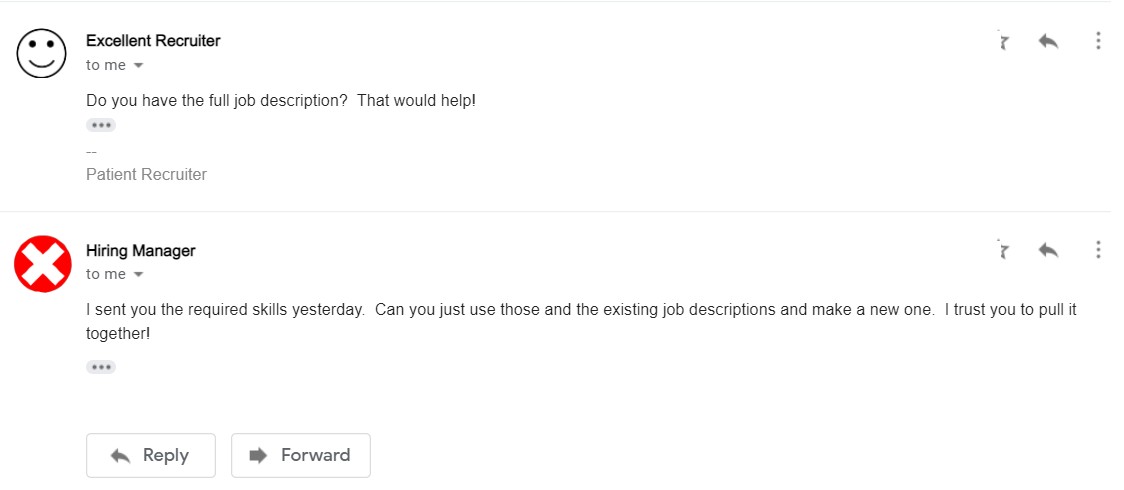 Excellent Recruiter
to me
Do you have the full job description?  That would help!
--
Patient Recruiter
Hiring Manager
to me
I sent you the required skills yesterday.  Can you just use those and the existing job descriptions and make a new one.  I trust you to pull it
together!
Reply
Forward